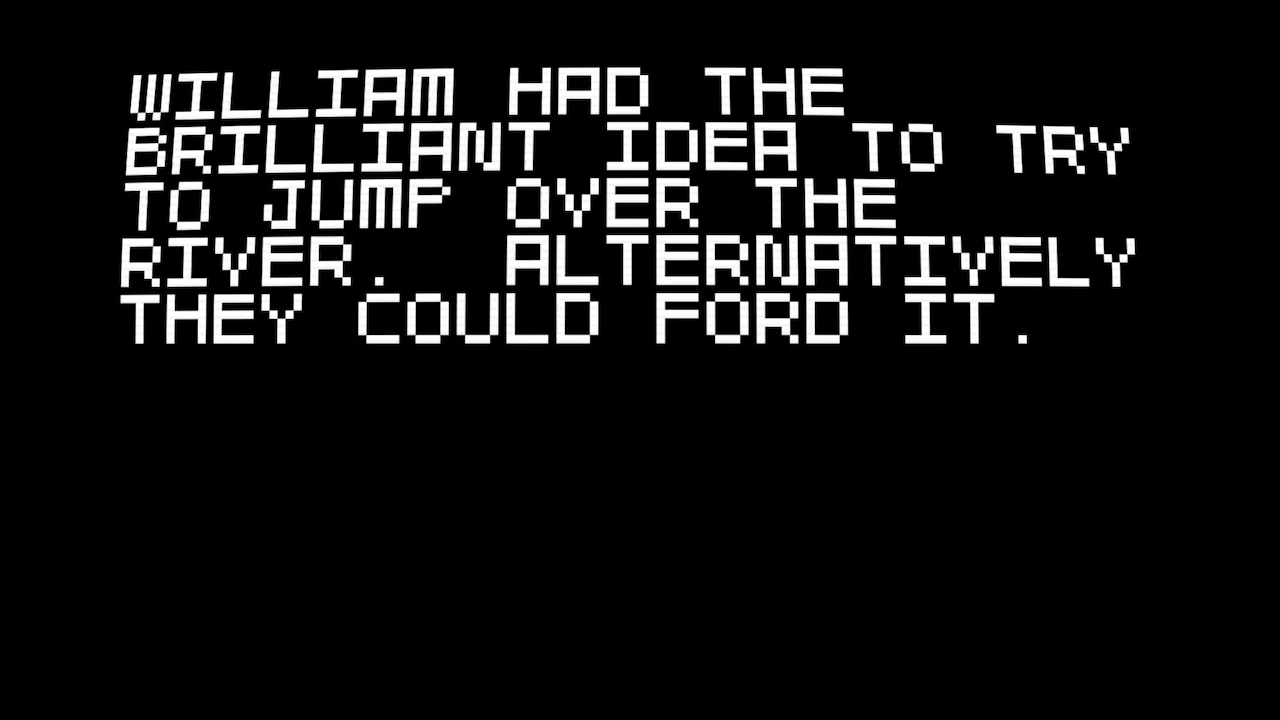 WILLIAM HAD THE
BRILLIANT IDEA TO TRY
TO JUMP OVER THE
RIVER.  ALTERNATIVELY
THEY COULD FORD IT.